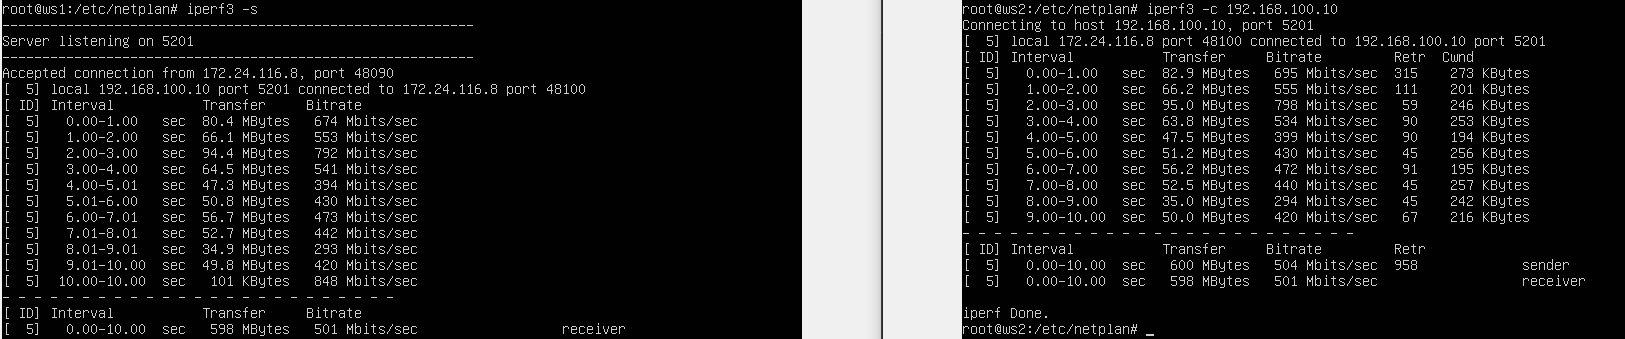 root@ws1:/etc/netplan# iperf3 -s
-----------------------------------------------------------
Server listening on 5201
-----------------------------------------------------------
Accepted connection from 172.24.116.8, port 48090
[  5] local 192.168.100.10 port 5201 connected to 172.24.116.8 port 48100
[ ID] Interval           Transfer     Bitrate
[  5]   0.00-1.00   sec  80.4 MBytes   674 Mbits/sec
[  5]   1.00-2.00   sec  66.1 MBytes   553 Mbits/sec
[  5]   2.00-3.00   sec  94.4 MBytes   792 Mbits/sec
[  5]   3.00-4.00   sec  64.5 MBytes   541 Mbits/sec
[  5]   4.00-5.01   sec  47.3 MBytes   394 Mbits/sec
[  5]   5.01-6.00   sec  50.8 MBytes   430 Mbits/sec
[  5]   6.00-7.01   sec  56.7 MBytes   473 Mbits/sec
[  5]   7.01-8.01   sec  52.7 MBytes   442 Mbits/sec
[  5]   8.01-9.01   sec  34.9 MBytes   293 Mbits/sec
[  5]   9.01-10.00  sec  49.8 MBytes   420 Mbits/sec
[  5]  10.00-10.00  sec   101 KBytes   848 Mbits/sec
- - - - - - - - - - - - - - - - - - - - - - - - -
[ ID] Interval           Transfer     Bitrate
[  5]   0.00-10.00  sec   598 MBytes   501 Mbits/sec                  receiver
root@ws2:/etc/netplan# iperf3 -c 192.168.100.10
Connecting to host 192.168.100.10, port 5201
[  5] local 172.24.116.8 port 48100 connected to 192.168.100.10 port 5201
[ ID] Interval           Transfer     Bitrate         Retr  Cwnd
[  5]   0.00-1.00   sec  82.9 MBytes   695 Mbits/sec  315    273 KBytes
[  5]   1.00-2.00   sec  66.2 MBytes   555 Mbits/sec  111    201 KBytes
[  5]   2.00-3.00   sec  95.0 MBytes   798 Mbits/sec   59    246 KBytes
[  5]   3.00-4.00   sec  63.8 MBytes   534 Mbits/sec   90    253 KBytes
[  5]   4.00-5.00   sec  47.5 MBytes   399 Mbits/sec   90    194 KBytes
[  5]   5.00-6.00   sec  51.2 MBytes   430 Mbits/sec   45    256 KBytes
[  5]   6.00-7.00   sec  56.2 MBytes   472 Mbits/sec   91    195 KBytes
[  5]   7.00-8.00   sec  52.5 MBytes   440 Mbits/sec   45    257 KBytes
[  5]   8.00-9.00   sec  35.0 MBytes   294 Mbits/sec   45    242 KBytes
[  5]   9.00-10.00  sec  50.0 MBytes   420 Mbits/sec   67    216 KBytes
- - - - - - - - - - - - - - - - - - - - - - - - -
[ ID] Interval           Transfer     Bitrate         Retr
[  5]   0.00-10.00  sec   600 MBytes   504 Mbits/sec  958             sender
[  5]   0.00-10.00  sec   598 MBytes   501 Mbits/sec                  receiver
iperf Done.
root@ws2:/etc/netplan# _